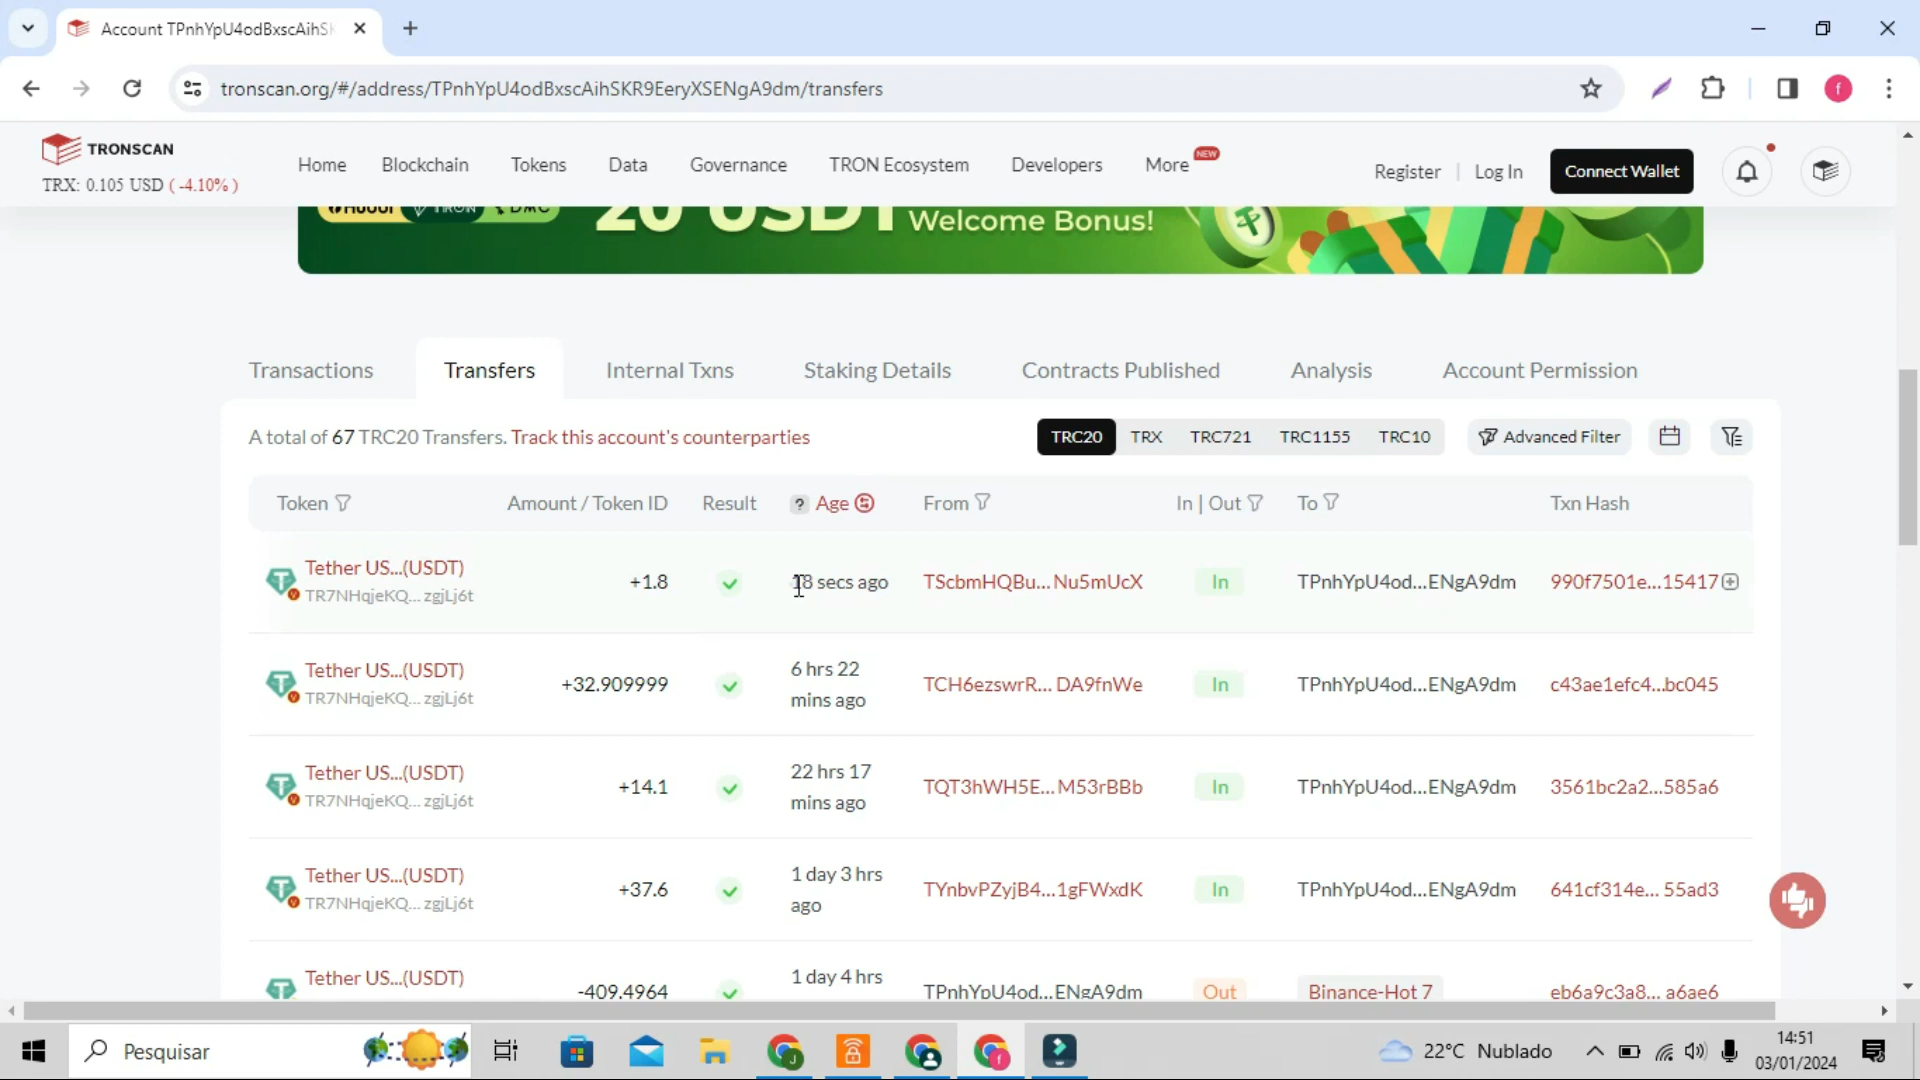 Account TPnhYpU4odBxscAihSK
tronscan.org/#/address/TPnhYpU4odBxscAihSKR9EeryXSENgA9dm/transfers
f
TRONSCAN
TRX: 0.105 USD ( -4.10% )
Home
Blockchain
Tokens
Data
Governance
TRON Ecosystem
Developers
More
NEW
Register
Log In
Connect Wallet
Huobi
TRON
DMC
20 USDT Welcome Bonus!
Transactions
Transfers
Internal Txns
Staking Details
Contracts Published
Analysis
Account Permission
A total of 67 TRC20 Transfers. Track this account's counterparties
TRC20
TRX
TRC721
TRC1155
TRC10
Advanced Filter
Token
Amount / Token ID
Result
? Age
From
In | Out
To
Txn Hash
Tether US...(USDT)
TR7NHqjeKQ... zgjLj6t
+1.8
18 secs ago
TScbmHQBu... Nu5mUcX
In
TPnhYpU4od...ENgA9dm
990f7501e...15417
Tether US...(USDT)
TR7NHqjeKQ... zgjLj6t
+32.909999
6 hrs 22
mins ago
TCH6ezswrR... DA9fnWe
In
TPnhYpU4od...ENgA9dm
c43ae1efc4...bc045
Tether US...(USDT)
TR7NHqjeKQ... zgjLj6t
+14.1
22 hrs 17
mins ago
TQT3hWH5E... M53rBBb
In
TPnhYpU4od...ENgA9dm
3561bc2a2...585a6
Tether US...(USDT)
TR7NHqjeKQ... zgjLj6t
+37.6
1 day 3 hrs
ago
TYnbvPZyjB4...1gFWxdK
In
TPnhYpU4od...ENgA9dm
641cf314e... 55ad3
Tether US...(USDT)
-409.4964
1 day 4 hrs
TPnhYpU4od...ENgA9dm
Out
Binance-Hot 7
eb6a9c3a8... a6ae6
Pesquisar
J
f
22°C Nublado
14:51
03/01/2024